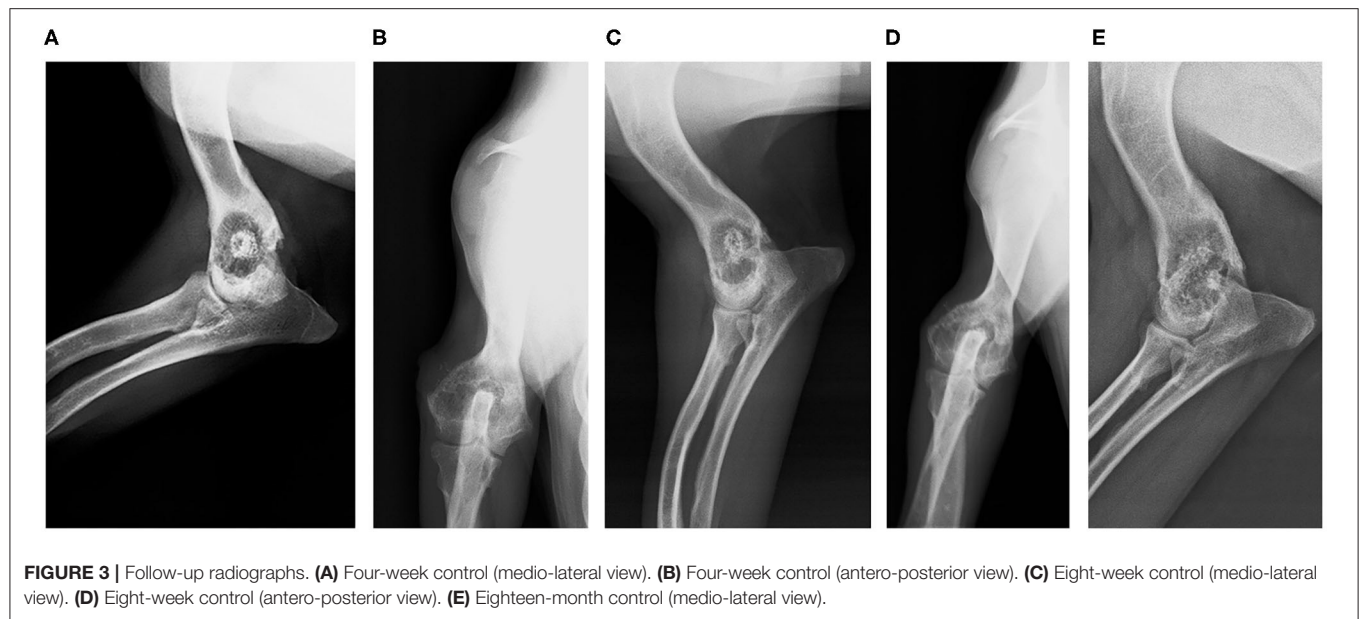 A B C D E
FIGURE 3 | Follow-up radiographs. (A) Four-week control (medio-lateral view). (B) Four-week control (antero-posterior view). (C) Eight-week control (medio-lateral
view). (D) Eight-week control (antero-posterior view). (E) Eighteen-month control (medio-lateral view).